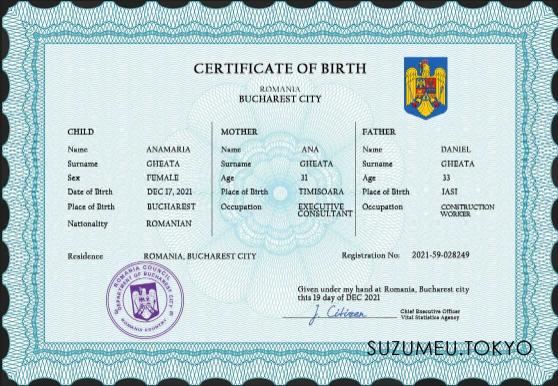 CERTIFICATE OF BIRTH
ROMANIA
BUCHAREST CITY
CHILD
Name ANAMARIA
Surname GHEATA
Sex FEMALE
Date of Birth DEC 17, 2021
Place of Birth BUCHAREST
Nationality ROMANIAN
MOTHER
Name ANA
Surname GHEATA
Age 31
Place of Birth TIMISOARA
Occupation EXECUTIVE
CONSULTANT
FATHER
Name DANIEL
Surname GHEATA
Age 33
Place of Birth IASI
Occupation CONSTRUCTION
WORKER
Residence ROMANIA, BUCHAREST CITY
Registration No: 2021-59-028249
ROMANIA COUNCIL
DEPARTMENT OF BUCHAREST CITY
ROMANIA COUNTRY
Given under my hand at Romania, Bucharest city
this 19 day of DEC 2021
J. Citizen
Chief Executive Officer
Vital Statistics Agency
SUZUMEU.TOKYO